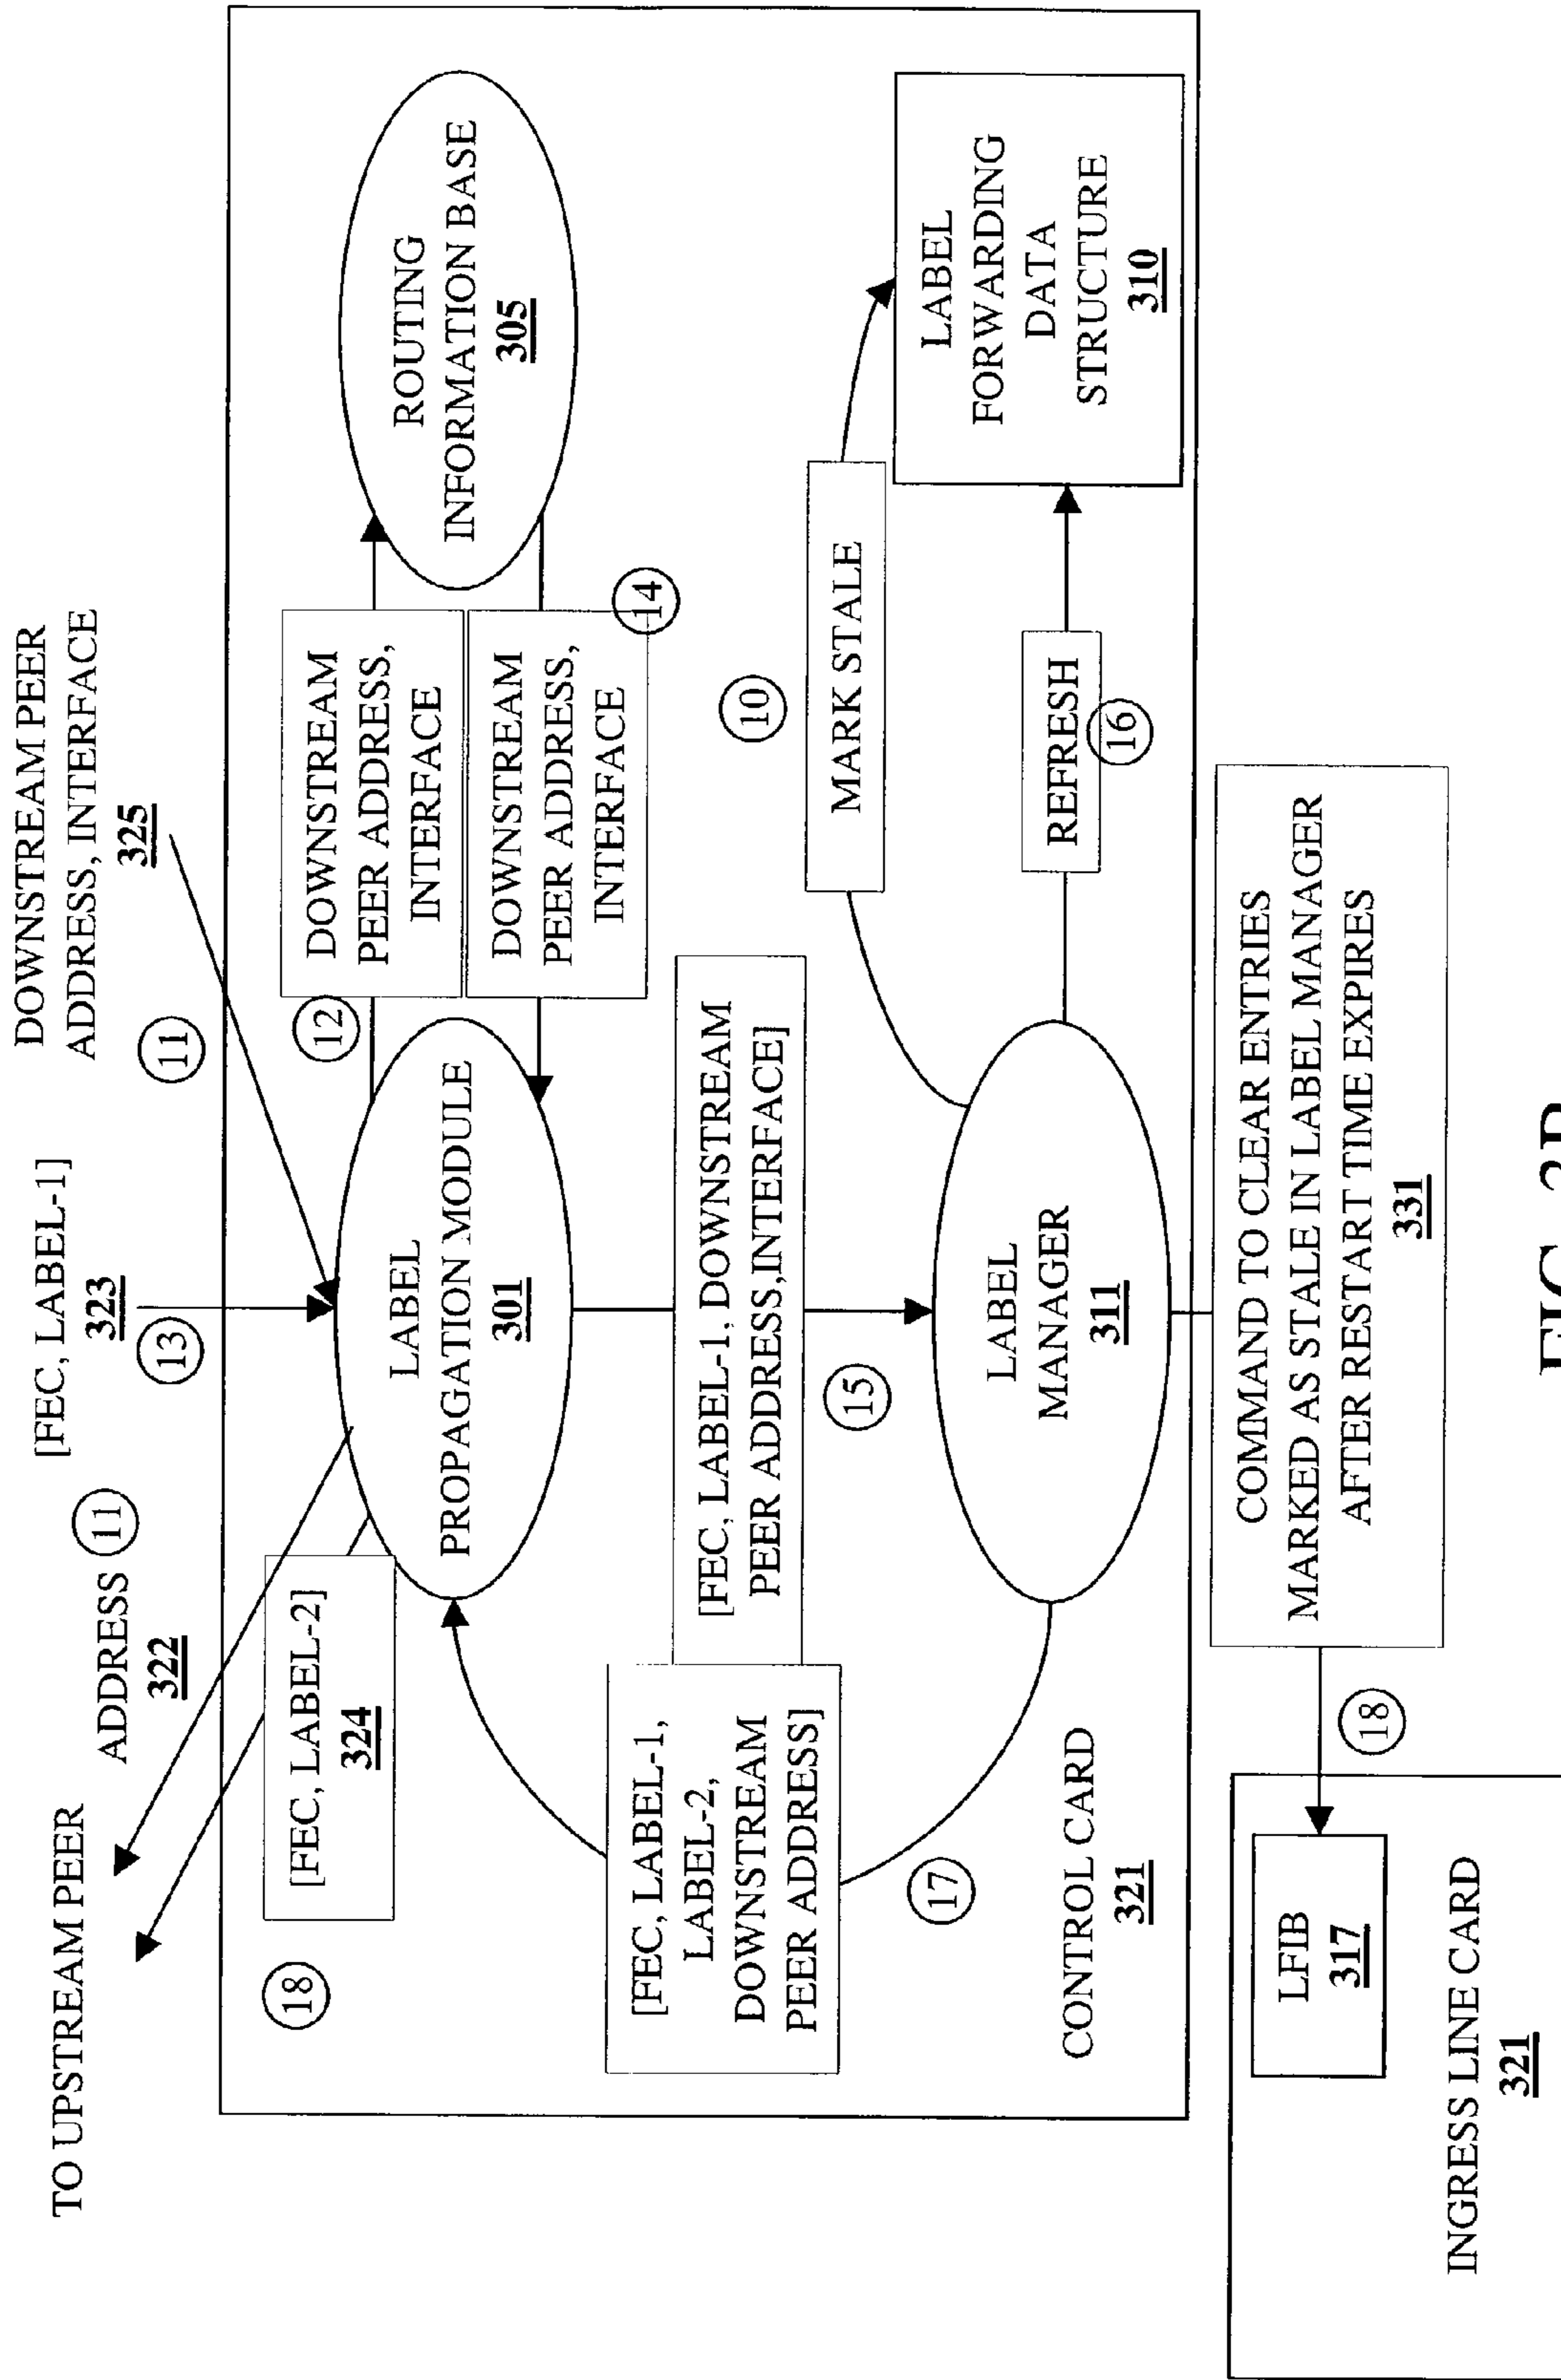 TO UPSTREAM PEER
ADDRESS
322
11
[FEC, LABEL-1]
323
13
DOWNSTREAM PEER
ADDRESS, INTERFACE
325
11
18
[FEC, LABEL-2]
324
LABEL
PROPAGATION MODULE
301
12
DOWNSTREAM
PEER ADDRESS,
INTERFACE
DOWNSTREAM
PEER ADDRESS,
INTERFACE
14
ROUTING
INFORMATION BASE
305
[FEC, LABEL-1,
LABEL-2,
DOWNSTREAM
PEER ADDRESS]
17
[FEC, LABEL-1, DOWNSTREAM
PEER ADDRESS,INTERFACE]
15
10
MARK STALE
REFRESH
16
LABEL
FORWARDING
DATA
STRUCTURE
310
LABEL
MANAGER
311
CONTROL CARD
321
COMMAND TO CLEAR ENTRIES
MARKED AS STALE IN LABEL MANAGER
AFTER RESTART TIME EXPIRES
331
18
LFIB
317
INGRESS LINE CARD
321